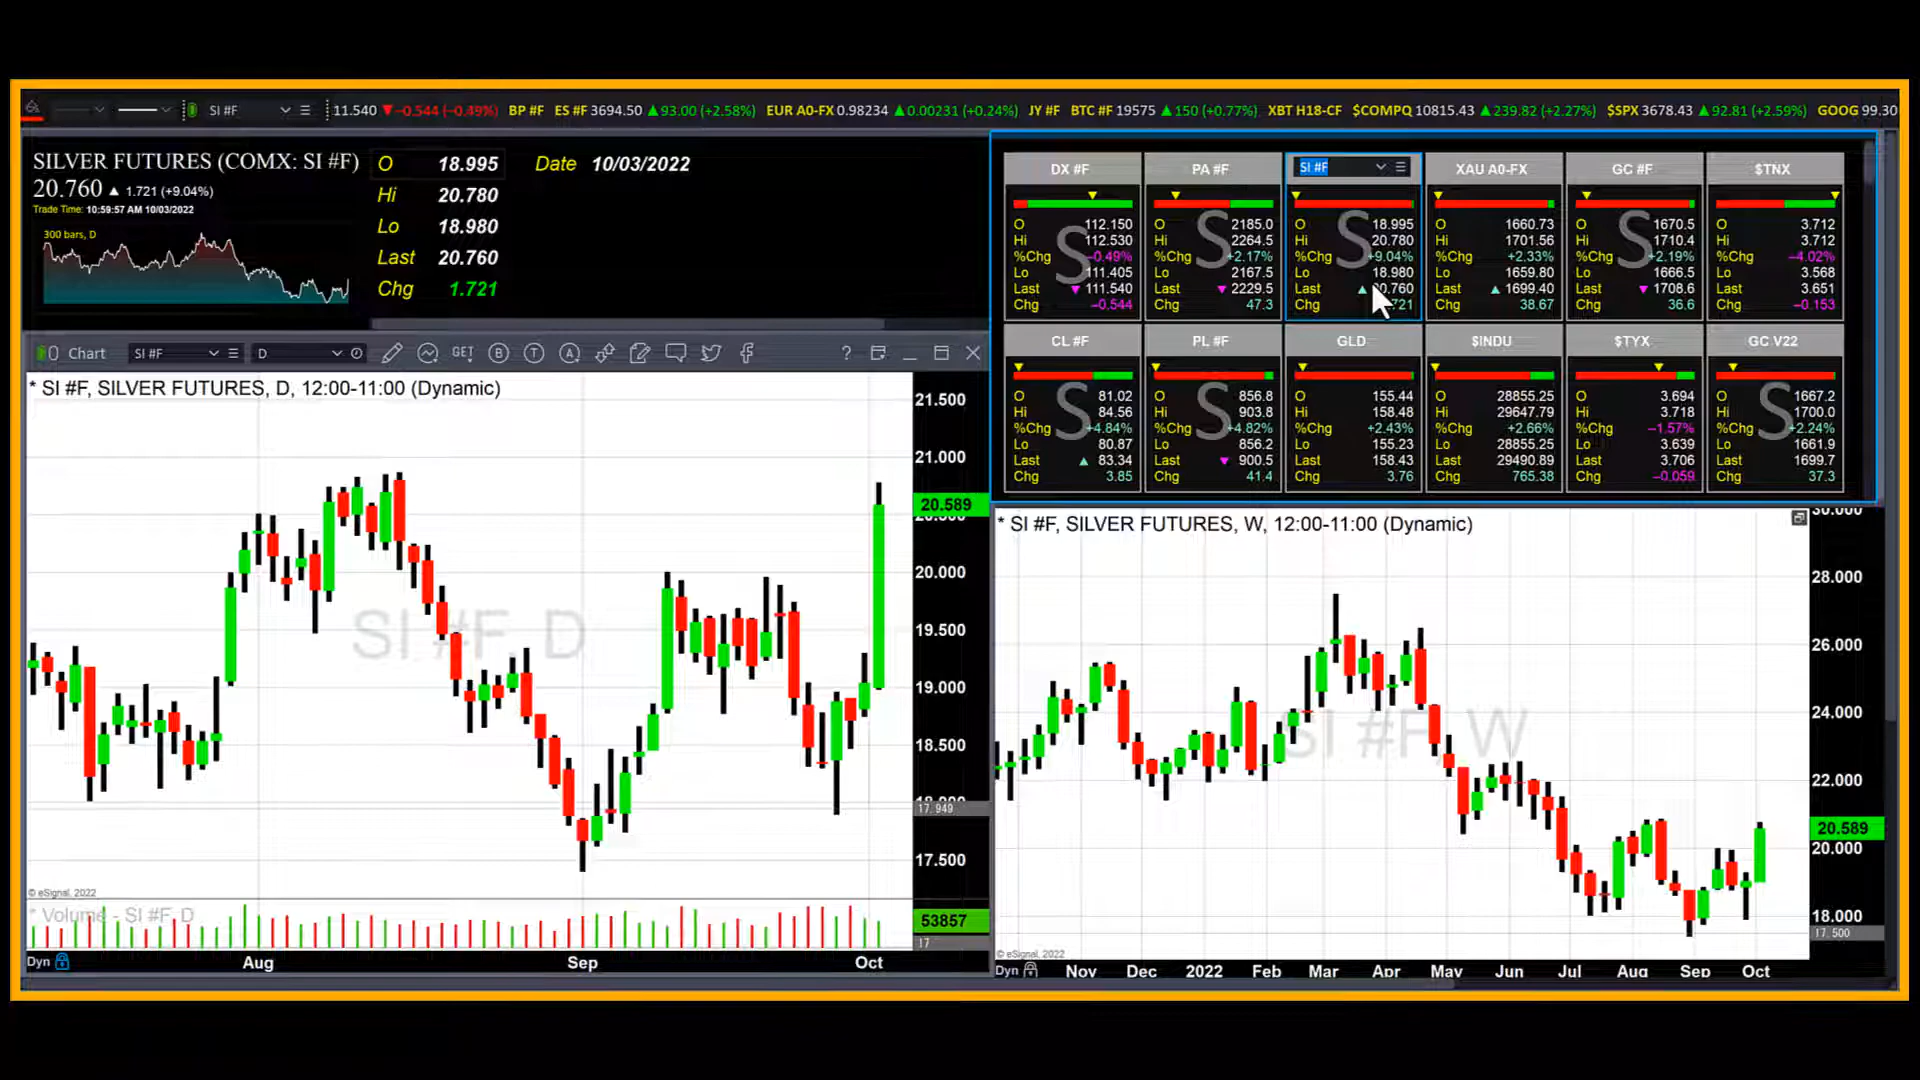 SI #F 11.540 ▼-0.544 (-0.49%) BP #F ES #F 3694.50 ▲93.00 (+2.58%) EUR A0-FX 0.98234 ▲0.00231 (+0.24%) JY #F BTC #F 19575 ▲150 (+0.77%) XBT H18-CF $COMPQ 10815.43 ▲239.82 (+2.27%) $SPX 3678.43 ▲92.81 (+2.59%) GOOG 99.30
SILVER FUTURES (COMX: SI #F)
20.760 ▲ 1.721 (+9.04%)
Trade Time: 10:59:57 AM 10/03/2022
300 bars, D
O 18.995
Hi 20.780
Lo 18.980
Last 20.760
Chg 1.721
Date 10/03/2022
DX #F
O 112.150
Hi 112.530
%Chg -0.49%
Lo 111.405
Last ▼ 111.540
Chg -0.544
PA #F
O 2185.0
Hi 2264.5
%Chg +2.17%
Lo 2167.5
Last ▼ 2229.5
Chg 47.3
SI #F
O 18.995
Hi 20.780
%Chg +9.04%
Lo 18.980
Last ▲ 20.760
Chg
XAU A0-FX
O 1660.73
Hi 1701.56
%Chg +2.33%
Lo 1659.80
Last ▲ 1699.40
Chg 38.67
GC #F
O 1670.5
Hi 1710.4
%Chg +2.19%
Lo 1666.5
Last ▼ 1708.6
Chg 36.6
$TNX
O 3.712
Hi 3.712
%Chg -4.02%
Lo 3.568
Last 3.651
Chg -0.153
CL #F
O 81.02
Hi 84.56
%Chg +4.84%
Lo 80.87
Last ▲ 83.34
Chg 3.85
PL #F
O 856.8
Hi 903.8
%Chg +4.82%
Lo 856.2
Last ▼ 900.5
Chg 41.4
GLD
O 155.44
Hi 158.48
%Chg +2.43%
Lo 155.23
Last 158.43
Chg 3.76
$INDU
O 28855.25
Hi 29647.79
%Chg +2.66%
Lo 28855.25
Last 29490.89
Chg 765.38
$TYX
O 3.694
Hi 3.718
%Chg -1.57%
Lo 3.639
Last 3.706
Chg -0.059
GC V22
O 1667.2
Hi 1700.0
%Chg +2.24%
Lo 1661.9
Last 1699.7
Chg 37.3
Chart SI #F D GET B T A ?
* SI #F, SILVER FUTURES, D, 12:00-11:00 (Dynamic)
SI #F, D
21.500
21.000
20.589
20.000
19.500
19.000
18.500
17.949
17.500
© eSignal, 2022
* Volume - SI #F, D
53857
17
Dyn Aug Sep Oct
* SI #F, SILVER FUTURES, W, 12:00-11:00 (Dynamic)
SI #F, W
30.000
28.000
26.000
24.000
22.000
20.589
20.000
18.000
17.500
© eSignal, 2022
Dyn Nov Dec 2022 Feb Mar Apr May Jun Jul Aug Sep Oct